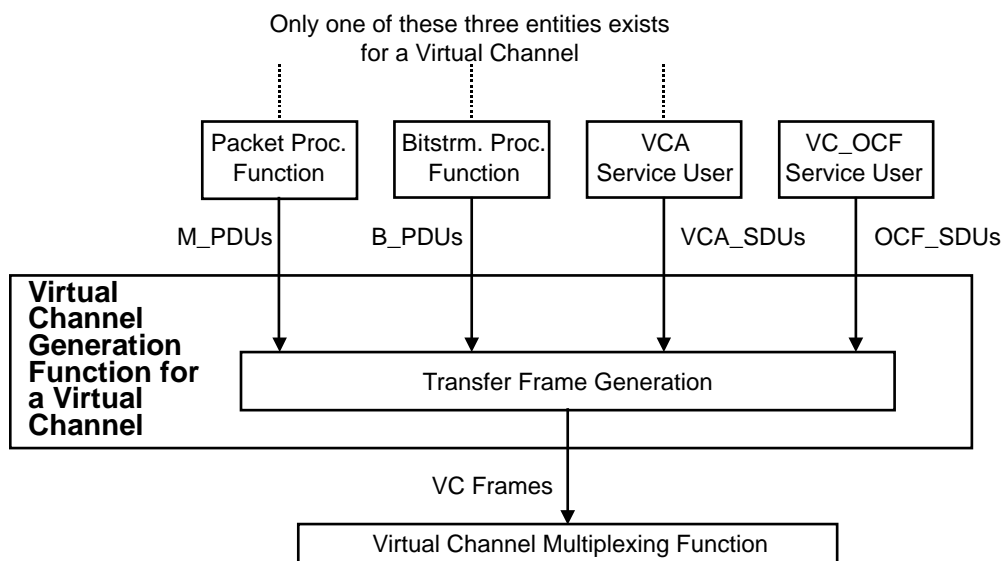 Only one of these three entities exists
for a Virtual Channel
Packet Proc.
Function
Bitstrm. Proc.
Function
VCA
Service User
VC_OCF
Service User
M_PDUs
B_PDUs
VCA_SDUs
OCF_SDUs
Virtual
Channel
Generation
Function for
a Virtual
Channel
Transfer Frame Generation
VC Frames
Virtual Channel Multiplexing Function